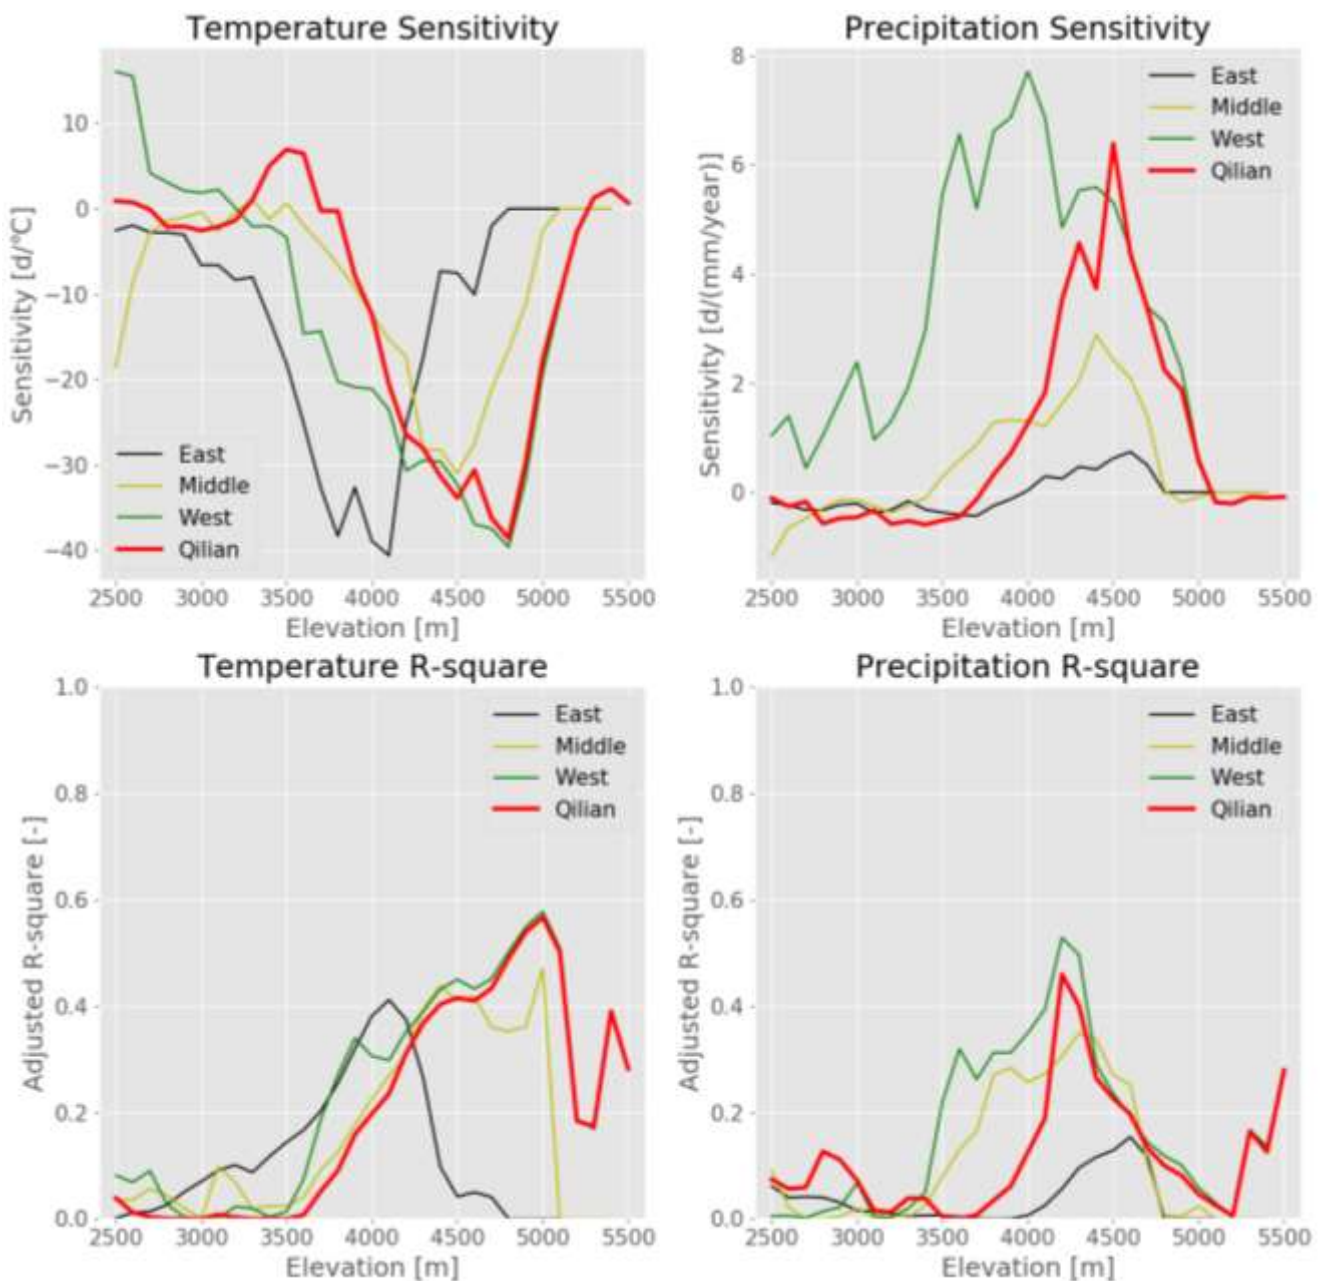 Temperature Sensitivity
Sensitivity [d/°C]
10
0
−10
−20
−30
−40
East
Middle
West
Qilian
2500 3000 3500 4000 4500 5000 5500
Elevation [m]
Precipitation Sensitivity
Sensitivity [d/(mm/year)]
8
6
4
2
0
East
Middle
West
Qilian
2500 3000 3500 4000 4500 5000 5500
Elevation [m]
Temperature R-square
Adjusted R-square [-]
1.0
0.8
0.6
0.4
0.2
0.0
East
Middle
West
Qilian
2500 3000 3500 4000 4500 5000 5500
Elevation [m]
Precipitation R-square
Adjusted R-square [-]
1.0
0.8
0.6
0.4
0.2
0.0
East
Middle
West
Qilian
2500 3000 3500 4000 4500 5000 5500
Elevation [m]